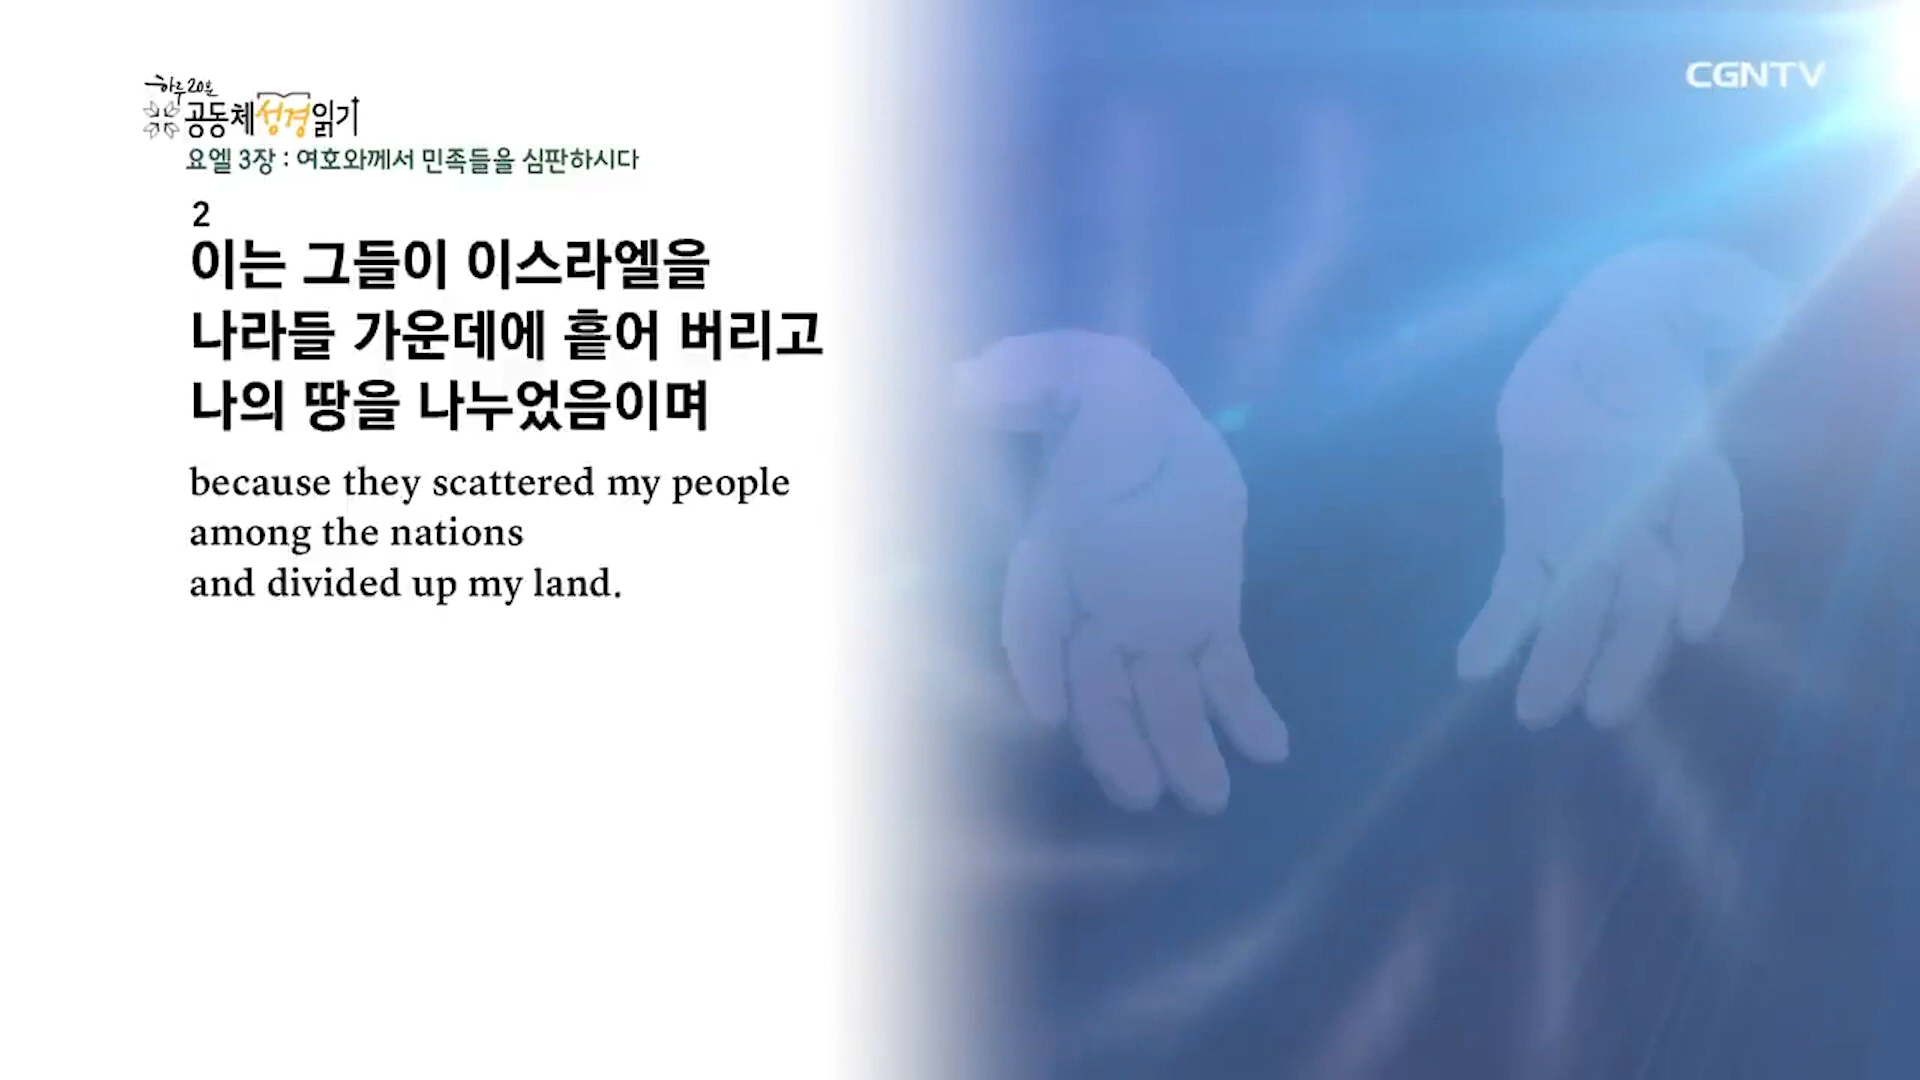 하루 20분
공동체성경읽기
CGNTV
요엘 3장 : 여호와께서 민족들을 심판하시다
2
이는 그들이 이스라엘을
나라들 가운데에 흩어 버리고
나의 땅을 나누었음이며
because they scattered my people
among the nations
and divided up my land.